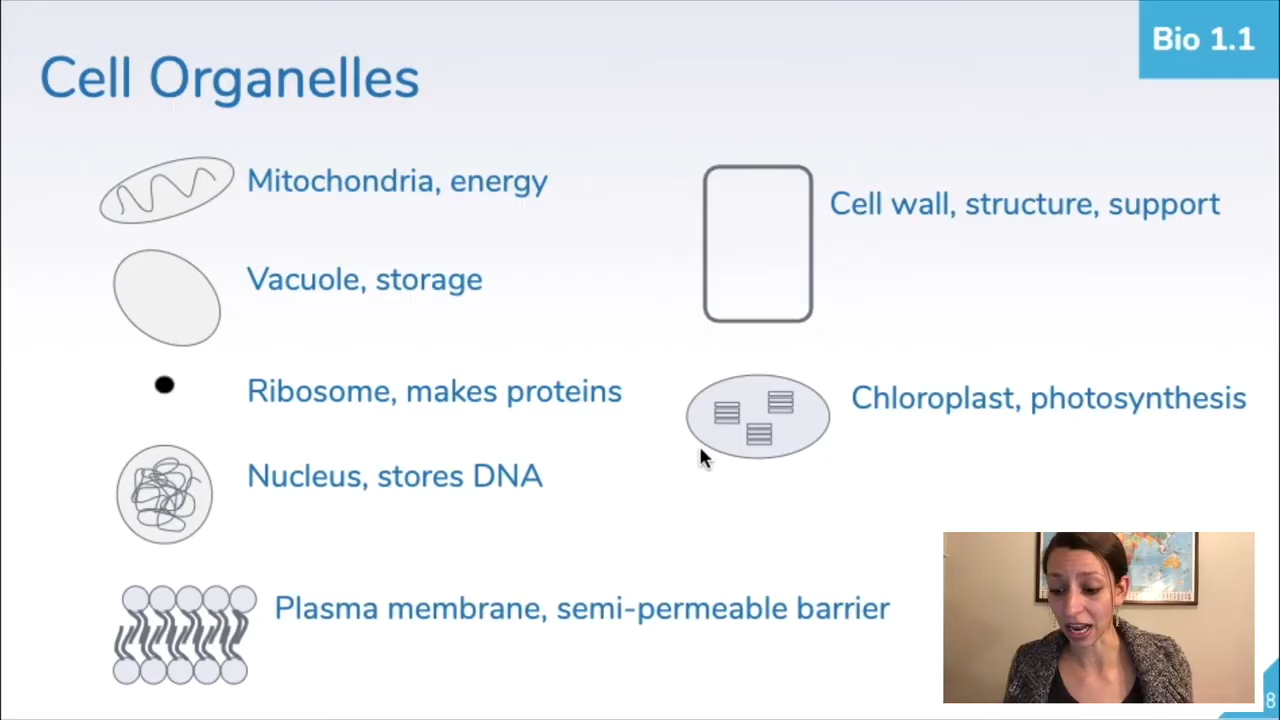 Bio 1.1
Cell Organelles
Mitochondria, energy
Vacuole, storage
Ribosome, makes proteins
Nucleus, stores DNA
Plasma membrane, semi-permeable barrier
Cell wall, structure, support
Chloroplast, photosynthesis
8